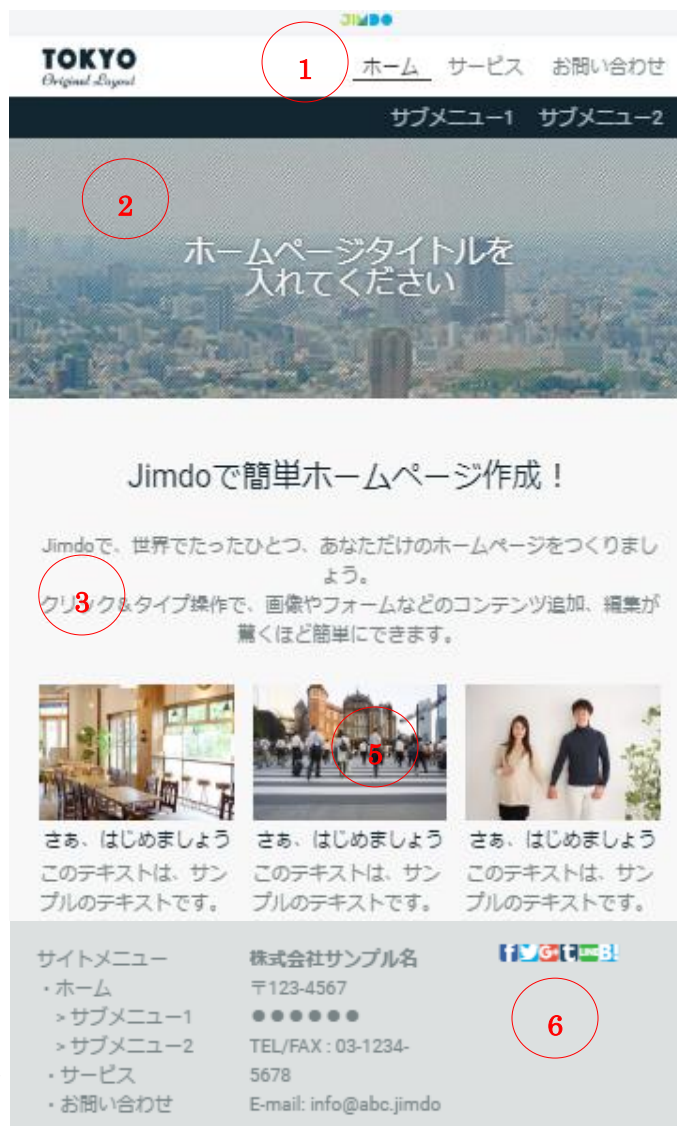 JIMDO
TOKYO
Original Layout
1
ホーム サービス お問い合わせ
サブメニュー1 サブメニュー2
2
ホームページタイトルを
入れてください
Jimdoで簡単ホームページ作成！
Jimdoで、世界でたったひとつ、あなただけのホームページをつくりまし
ょう。
3
クリック&タイプ操作で、画像やフォームなどのコンテンツ追加、編集が
驚くほど簡単にできます。
5
さぁ、はじめましょう さぁ、はじめましょう さぁ、はじめましょう
このテキストは、サン このテキストは、サン このテキストは、サン
プルのテキストです。 プルのテキストです。 プルのテキストです。
サイトメニュー
・ホーム
> サブメニュー1
> サブメニュー2
・サービス
・お問い合わせ
株式会社サンプル名
〒123-4567
●●●●●●
TEL/FAX : 03-1234-
5678
E-mail: info@abc.jimdo
f G+ t LINE B!
6